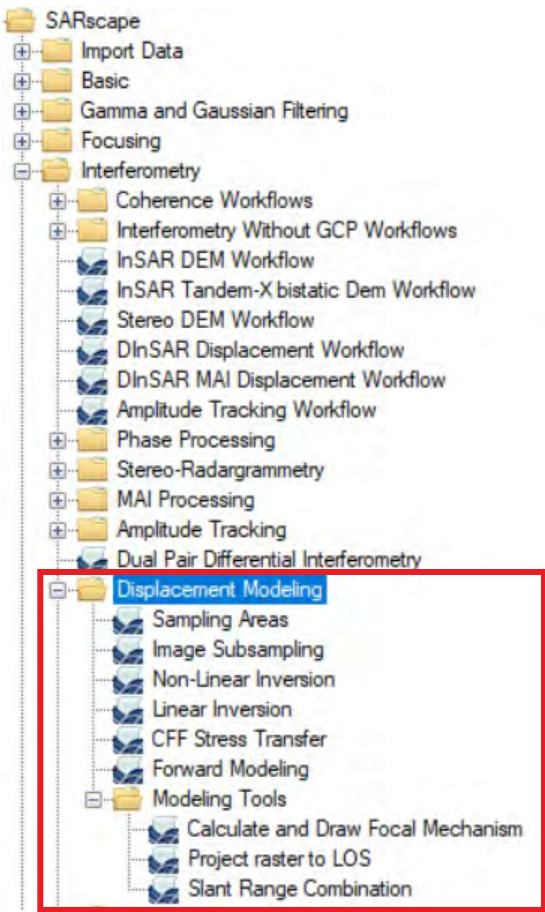 SARscape
Import Data
Basic
Gamma and Gaussian Filtering
Focusing
Interferometry
Coherence Workflows
Interferometry Without GCP Workflows
InSAR DEM Workflow
InSAR Tandem-X bistatic Dem Workflow
Stereo DEM Workflow
DInSAR Displacement Workflow
DInSAR MAI Displacement Workflow
Amplitude Tracking Workflow
Phase Processing
Stereo-Radargrammetry
MAI Processing
Amplitude Tracking
Dual Pair Differential Interferometry
Displacement Modeling
Sampling Areas
Image Subsampling
Non-Linear Inversion
Linear Inversion
CFF Stress Transfer
Forward Modeling
Modeling Tools
Calculate and Draw Focal Mechanism
Project raster to LOS
Slant Range Combination